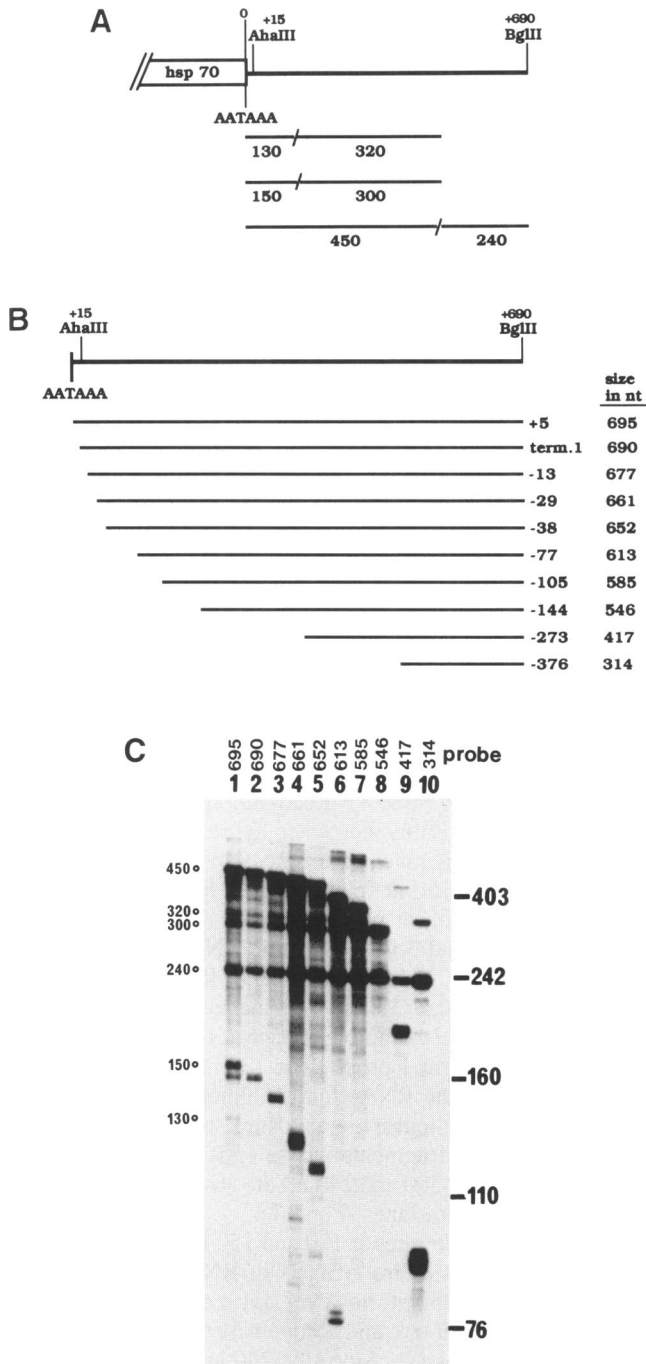 A
0
+15
AhaIII
+690
BglII
hsp 70
AATAAA
130 320
150 300
450 240
B
+15
AhaIII
+690
BglII
AATAAA
size
in nt
+5 695
term.1 690
-13 677
-29 661
-38 652
-77 613
-105 585
-144 546
-273 417
-376 314
C
695 690 677 661 652 613 585 546 417 314 probe
1 2 3 4 5 6 7 8 9 10
450
403
320
300
240
242
150
160
130
110
76